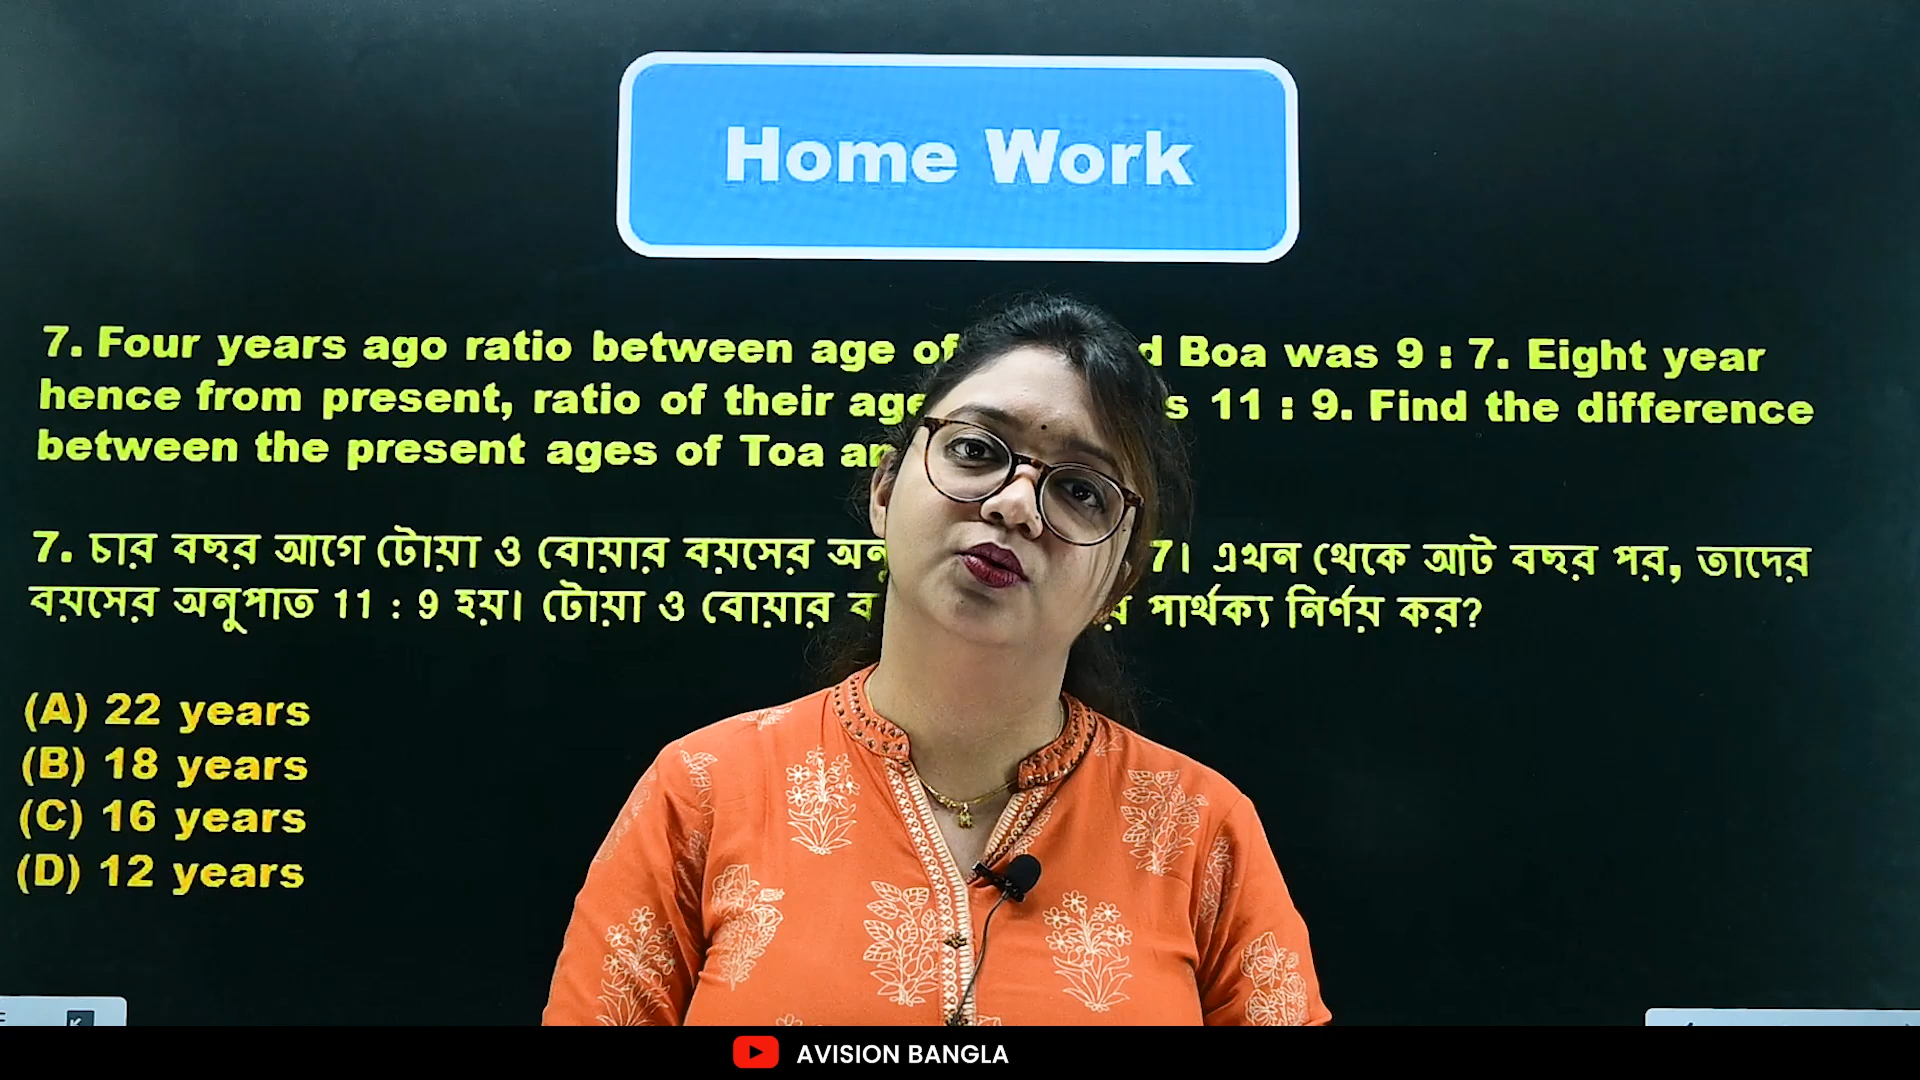 Home Work
7. Four years ago ratio between age of Boa was 9 : 7. Eight year
hence from present, ratio of their 11 : 9. Find the difference
between the present ages of Toa
7. চার বছর আগে টোয়া ও বোয়ার বয়সের 7। এখন থেকে আট বছর পর, তাদের
বয়সের অনুপাত 11 : 9 হয়। টোয়া ও বোয়ার পার্থক্য নির্ণয় কর?
(A) 22 years
(B) 18 years
(C) 16 years
(D) 12 years
AVISION BANGLA